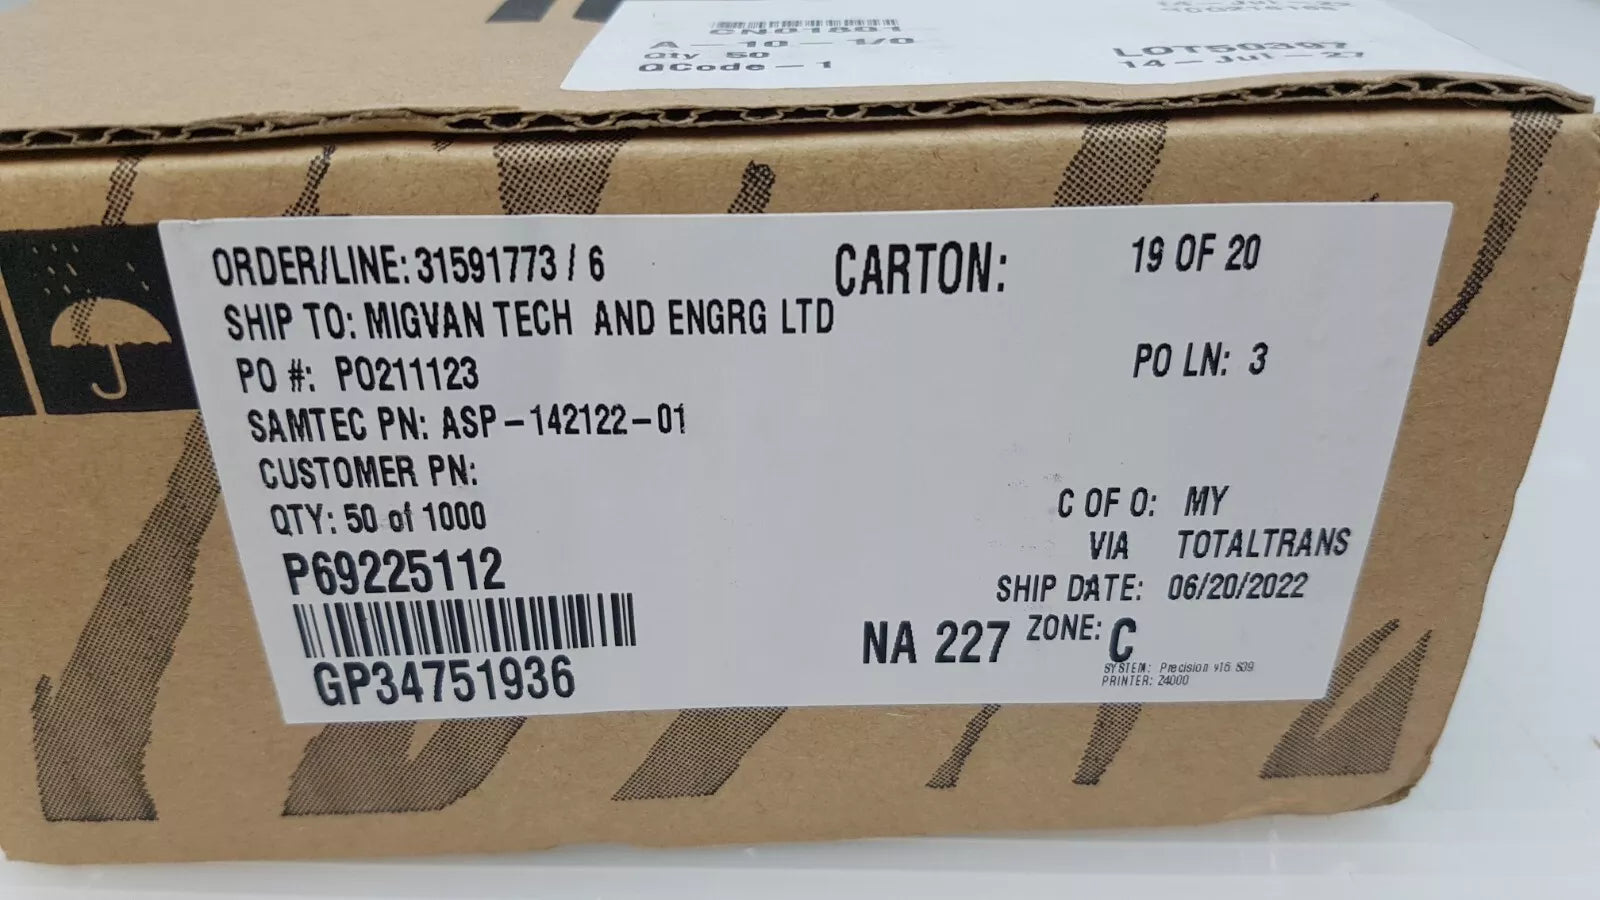 CN01801
A-10-1/0
Qty 50
QCode-1
LOT50397
14-Jul-27
ORDER/LINE: 31591773 / 6
CARTON: 19 OF 20
SHIP TO: MIGVAN TECH AND ENGRG LTD
PO #: PO211123
PO LN: 3
SAMTEC PN: ASP-142122-01
CUSTOMER PN:
QTY: 50 of 1000
C OF O: MY
VIA TOTALTRANS
P69225112
SHIP DATE: 06/20/2022
NA 227 ZONE: C
GP34751936
SYSTEM: Precision v16 S09
PRINTER: Z4000